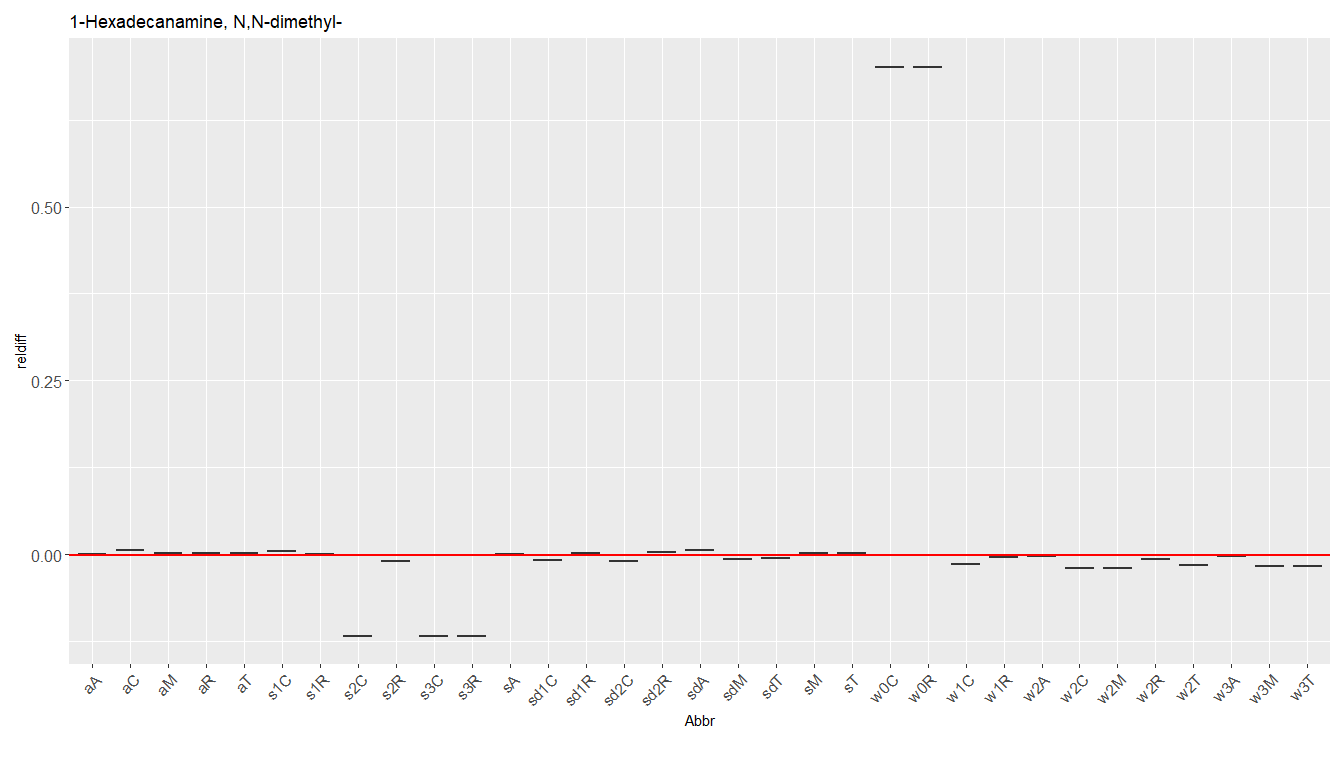 1-Hexadecanamine, N,N-dimethyl-
reldiff
0.50
0.25
0.00
aA aC aM aR aT s1C s1R s2C s2R s3C s3R sA sd1C sd1R sd2C sd2R sdA sdM sdT sM sT w0C w0R w1C w1R w2A w2C w2M w2R w2T w3A w3M w3T
Abbr